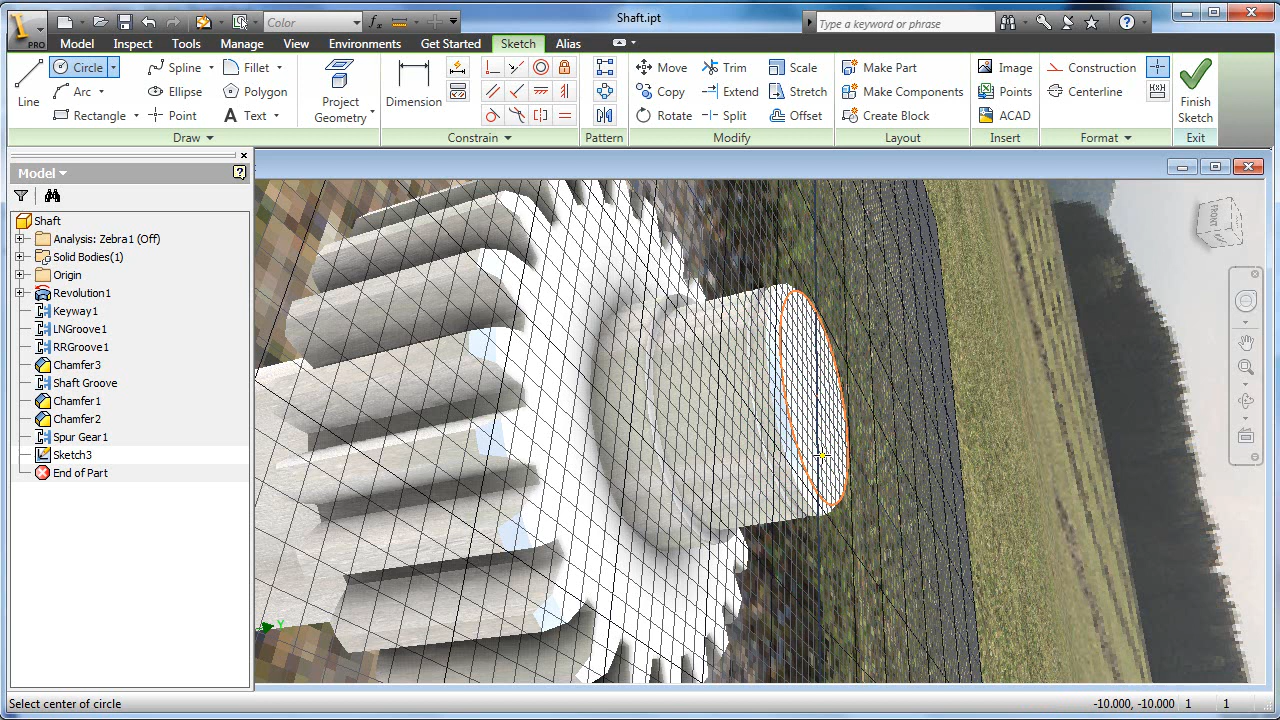 Color
Shaft.ipt
Type a keyword or phrase
PRO
Model Inspect Tools Manage View Environments Get Started Sketch Alias
Line
Circle
Arc
Rectangle
Spline
Ellipse
Point
Fillet
Polygon
Text
Project
Geometry
Dimension
Move
Copy
Rotate
Trim
Extend
Split
Scale
Stretch
Offset
Make Part
Make Components
Create Block
Image
Points
ACAD
Construction
Centerline
Finish
Sketch
Draw Constrain Pattern Modify Layout Insert Format Exit
Model
Shaft
Analysis: Zebra1 (Off)
Solid Bodies(1)
Origin
Revolution1
Keyway1
LNGroove1
RRGroove1
Chamfer3
Shaft Groove
Chamfer1
Chamfer2
Spur Gear1
Sketch3
End of Part
FRONT
Y
Select center of circle
-10.000, -10.000 1 1